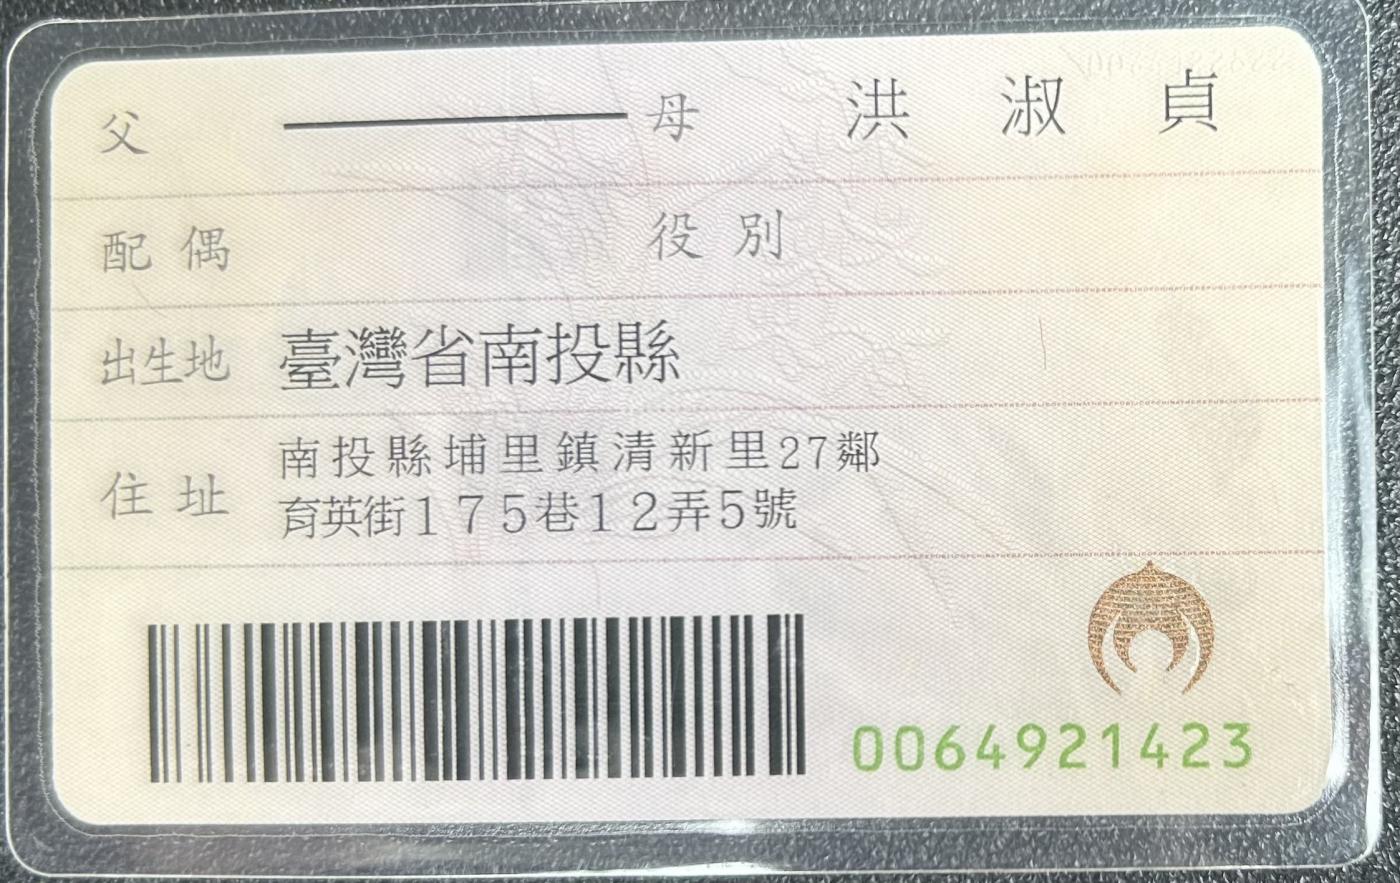 父 母 洪淑貞
配偶 役別
出生地 臺灣省南投縣
住址 南投縣埔里鎮清新里27鄰
育英街175巷12弄5號
0064921423